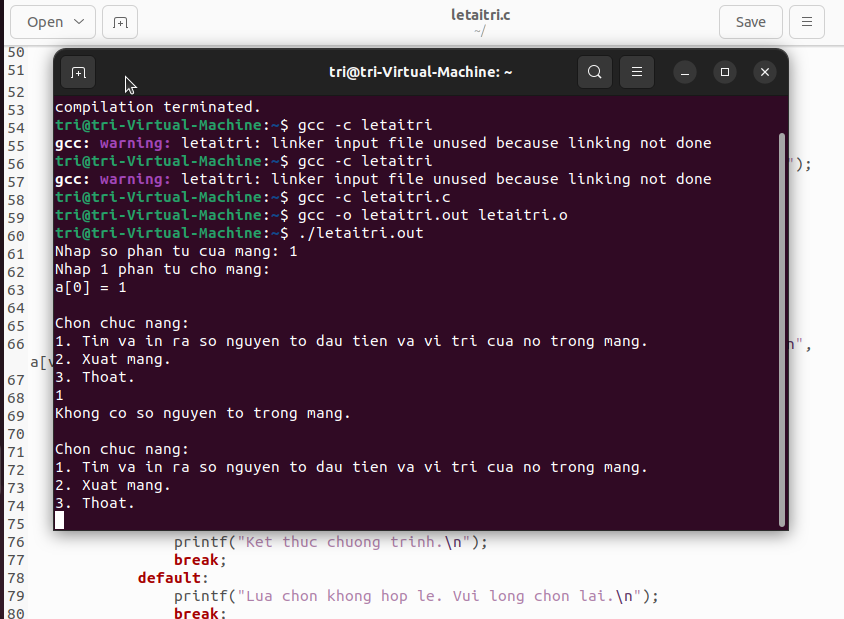 Open
letaitri.c
~/
Save
50
51
52
53
54
55
56 ");
57
58
59
60
61
62
63
64
65
66 n",
a[v
67
68
69
70
71
72
73
74
75
76 printf("Ket thuc chuong trinh.\n");
77 break;
78 default:
79 printf("Lua chon khong hop le. Vui long chon lai.\n");
80 break;
tri@tri-Virtual-Machine: ~
compilation terminated.
tri@tri-Virtual-Machine:~$ gcc -c letaitri
gcc: warning: letaitri: linker input file unused because linking not done
tri@tri-Virtual-Machine:~$ gcc -c letaitri
gcc: warning: letaitri: linker input file unused because linking not done
tri@tri-Virtual-Machine:~$ gcc -c letaitri.c
tri@tri-Virtual-Machine:~$ gcc -o letaitri.out letaitri.o
tri@tri-Virtual-Machine:~$ ./letaitri.out
Nhap so phan tu cua mang: 1
Nhap 1 phan tu cho mang:
a[0] = 1
Chon chuc nang:
1. Tim va in ra so nguyen to dau tien va vi tri cua no trong mang.
2. Xuat mang.
3. Thoat.
1
Khong co so nguyen to trong mang.
Chon chuc nang:
1. Tim va in ra so nguyen to dau tien va vi tri cua no trong mang.
2. Xuat mang.
3. Thoat.